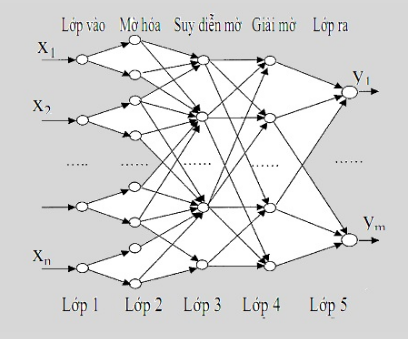 Lớp vào Mờ hóa Suy diễn mờ Giải mờ Lớp ra
X1
y1
X2
..... ...... ...... ...... ......
ym
Xn
Lớp 1 Lớp 2 Lớp 3 Lớp 4 Lớp 5